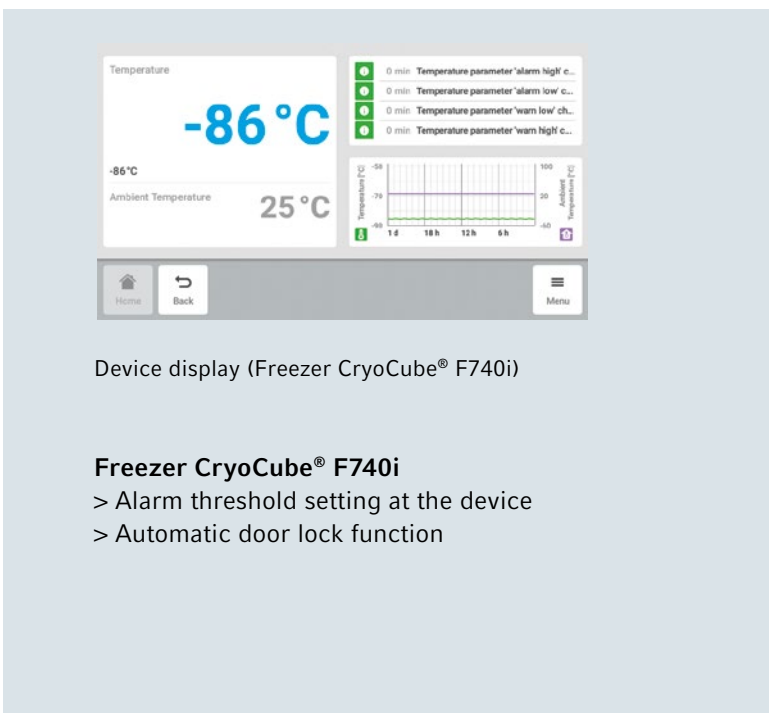 Temperature
-86 °C
-86°C
Ambient Temperature
25 °C
0 min Temperature parameter 'alarm high' c...
0 min Temperature parameter 'alarm low' c...
0 min Temperature parameter 'warn low' ch...
0 min Temperature parameter 'warn high' c...
Temperature [°C]
-50
-70
-90
1 d 18 h 12 h 6 h
100
20
-60
Ambient
Temperature [°C]
Home
Back
Menu
Device display (Freezer CryoCube® F740i)
Freezer CryoCube® F740i
> Alarm threshold setting at the device
> Automatic door lock function